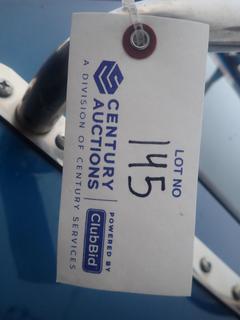 CENTURY
AUCTIONS
A DIVISION OF CENTURY SERVICES
POWERED BY
ClubBid
LOT NO
145